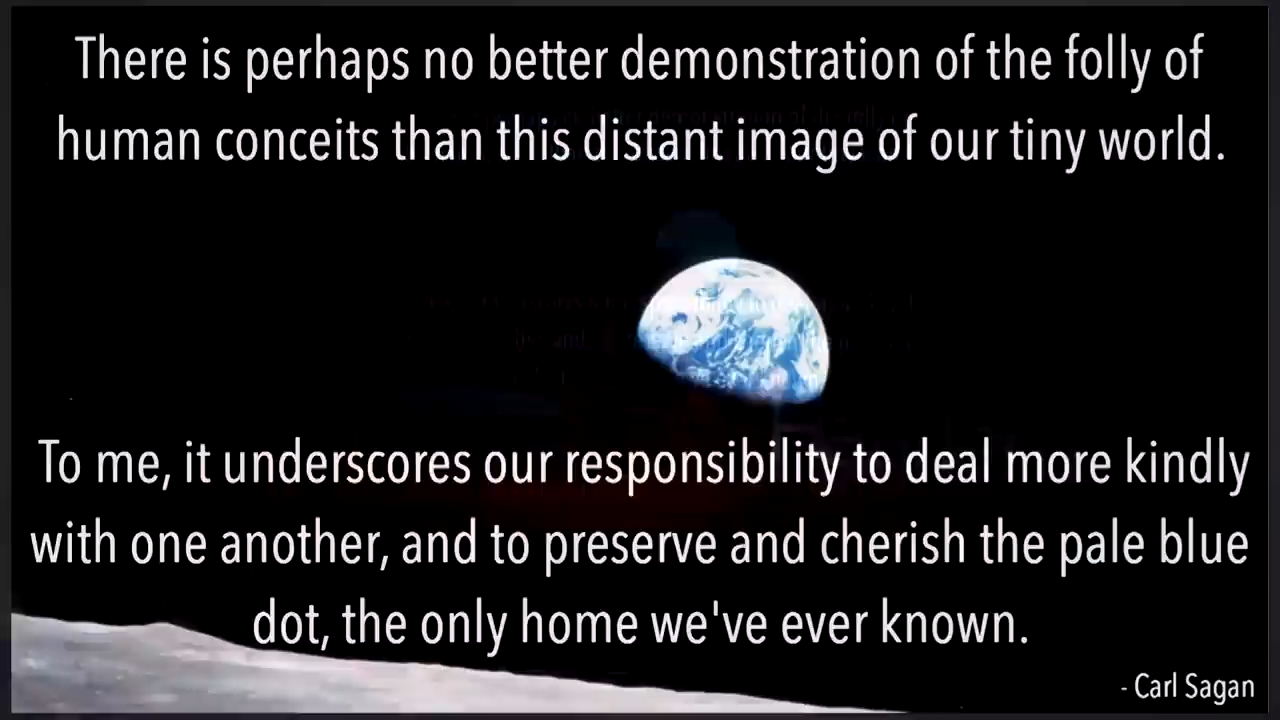 There is perhaps no better demonstration of the folly of
human conceits than this distant image of our tiny world.
To me, it underscores our responsibility to deal more kindly
with one another, and to preserve and cherish the pale blue
dot, the only home we've ever known.
- Carl Sagan